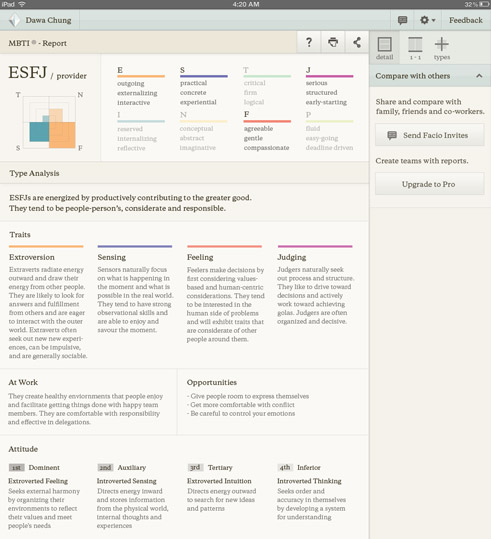 iPad
4:20 AM
32%
Dawa Chung
Feedback
MBTI ® - Report
?
detail
1 - 1
types
ESFJ / provider
T N
S F
E
outgoing
externalizing
interactive
S
practical
concrete
experiential
T
critical
firm
logical
J
serious
structured
early-starting
I
reserved
internalizing
reflective
N
conceptual
abstract
imaginative
F
agreeable
gentle
compassionate
P
fluid
easy-going
deadline driven
Compare with others
Share and compare with
family, friends and co-workers.
Send Facio Invites
Create teams with reports.
Upgrade to Pro
Type Analysis
ESFJs are energized by productively contributing to the greater good.
They tend to be people-person's, considerate and responsible.
Traits
Extroversion
Extraverts radiate energy
outward and draw their
energy from other people.
They are likely to look for
answers and fulfillment
from others and are eager
to interact with the outer
world. Extraverts often
seek out new new experi-
ences, can be impulsive,
and are generally sociable.
Sensing
Sensors naturally focus
on what is happening in
the moment and what is
possible in the real world.
They tend to have strong
observational skills and
are able to enjoy and
savour the moment.
Feeling
Feelers make decisions by
first considering values-
based and human-centric
considerations. They tend
to be interested in the
human side of problems
and will exhibit traits that
are considerate of other
people around them.
Judging
Judgers naturally seek
out process and structure.
They like to drive toward
decisions and actively
work toward achieving
golas. Judgers are often
organized and decisive.
At Work
They create healthy enviornments that people enjoy
and facilitate getting things done with happy team
members. They are comfortable with responsibility
and effective in delegations.
Opportunities
- Give people room to express themselves
- Get more comfortable with conflict
- Be careful to control your emotions
Attitude
1st Dominent
Extroverted Feeling
Seeks external harmony
by organizing their
environments to reflect
their values and meet
people's needs
2nd Auxiliary
Introverted Sensing
Directs energy inward
and stores information
from the physical world,
internal thoughts and
experiences
3rd Tertiary
Extroverted Intuition
Directs energy outward
to search for new ideas
and patterns
4th Inferior
Introverted Thinking
Seeks order and
accuracy in themselves
by developing a system
for understanding